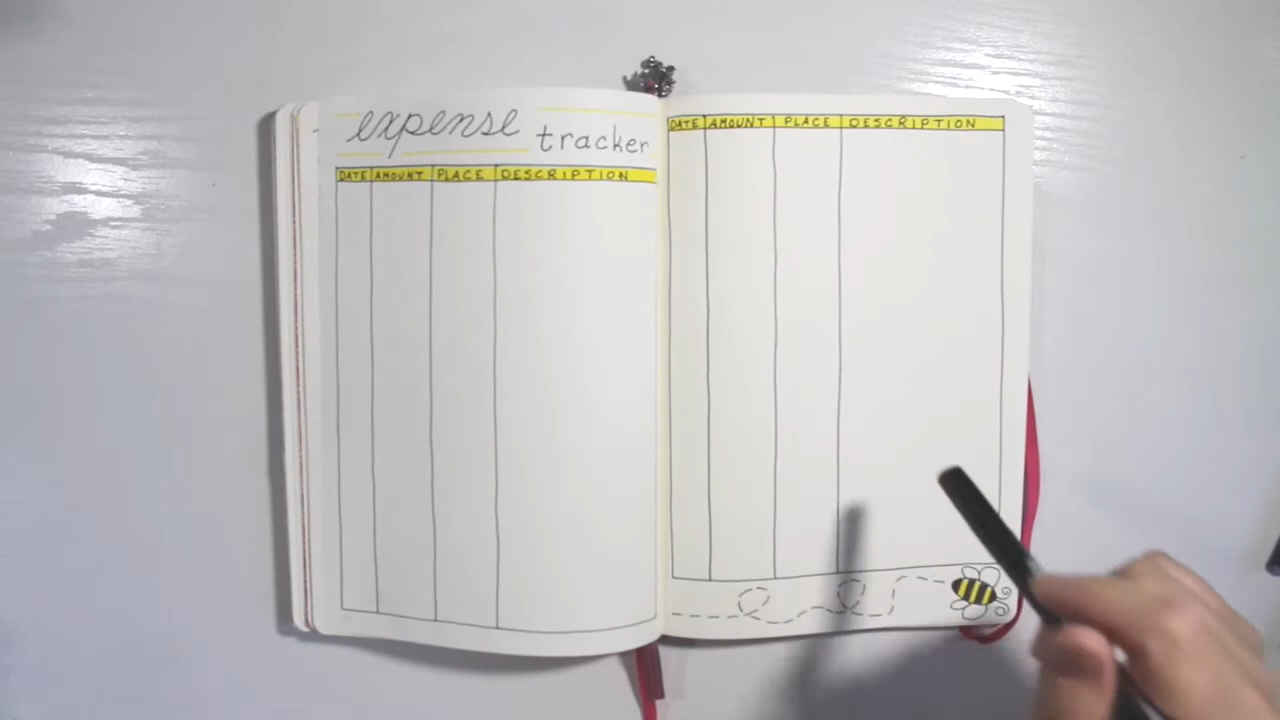 expense
tracker
DATE AMOUNT PLACE DESCRIPTION
DATE AMOUNT PLACE DESCRIPTION